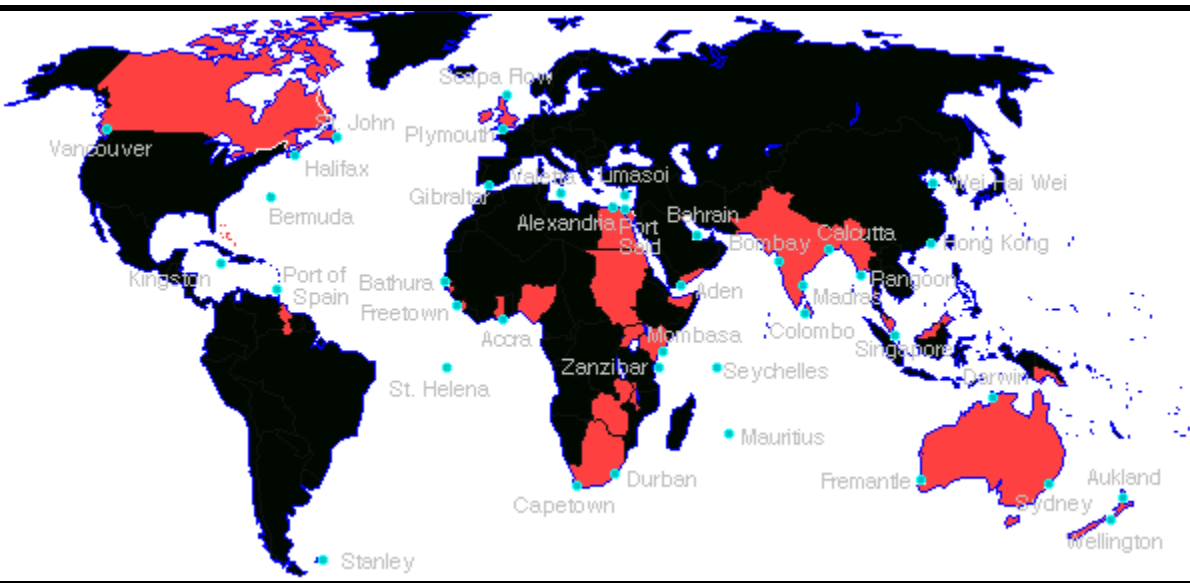 Scapa Flow
St. John
Plymouth
Vancouver
Halifax
Valetta
Limasoi
Wei Hai Wei
Gibraltar
Bermuda
Alexandria
Port
Said
Bahrain
Bombay
Calcutta
Hong Kong
Kingston
Port of
Spain
Bathura
Aden
Madras
Rangoon
Freetown
Accra
Mombasa
Colombo
Singapore
Zanzibar
Seychelles
Darwin
St. Helena
Mauritius
Fremantle
Aukland
Durban
Capetown
Sydney
Wellington
Stanley